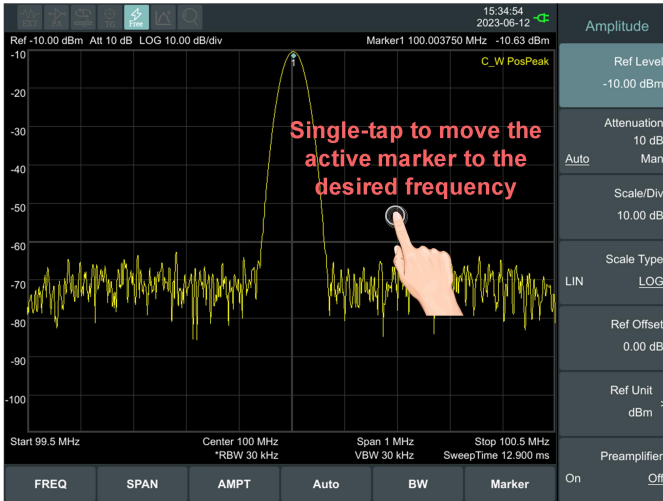 EXT PA TG Free
15:34:54
2023-06-12
Ref -10.00 dBm Att 10 dB LOG 10.00 dB/div Marker1 100.003750 MHz -10.63 dBm
C_W PosPeak
1
-10
-20
-30
-40
-50
-60
-70
-80
-90
-100
Single-tap to move the
active marker to the
desired frequency
Start 99.5 MHz Center 100 MHz Span 1 MHz Stop 100.5 MHz
*RBW 30 kHz VBW 30 kHz SweepTime 12.900 ms
FREQ SPAN AMPT Auto BW Marker
Amplitude
Ref Level
-10.00 dBm
Attenuation
10 dB
Auto Man
Scale/Div
10.00 dB
Scale Type
LIN LOG
Ref Offset
0.00 dB
Ref Unit
dBm >
Preamplifier
On Off